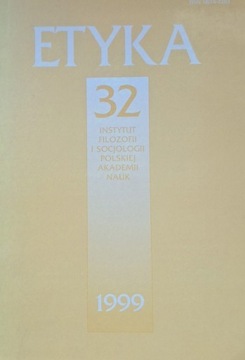 ETYKA
32
INSTYTUT
FILOZOFII
I SOCJOLOGII
POLSKIEJ
AKADEMII
NAUK
1999